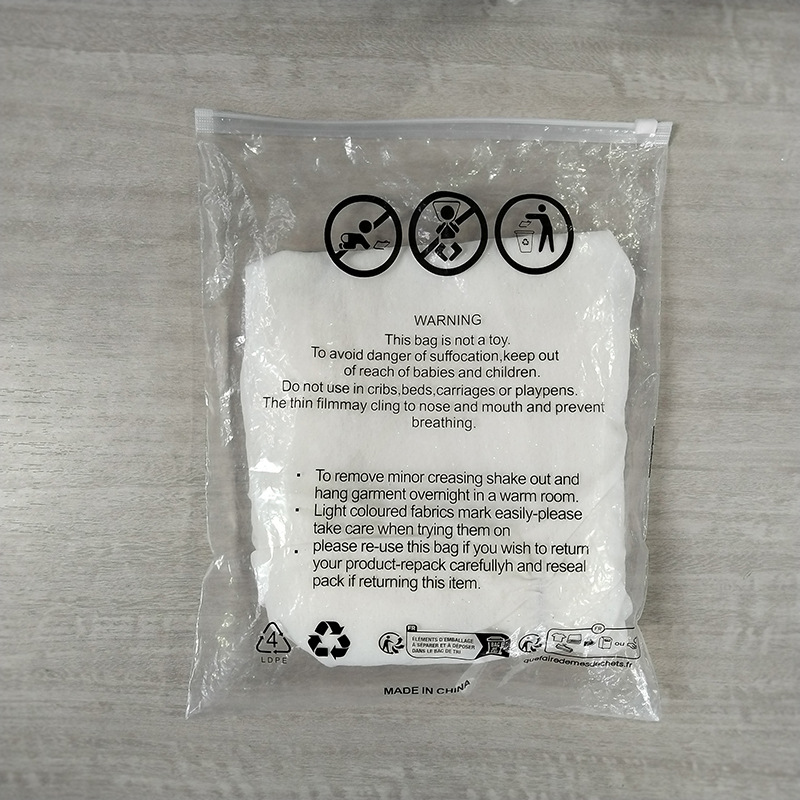 WARNING
This bag is not a toy.
To avoid danger of suffocation,keep out
of reach of babies and children.
Do not use in cribs,beds,carriages or playpens.
The thin filmmay cling to nose and mouth and prevent
breathing.
· To remove minor creasing shake out and
hang garment overnight in a warm room.
· Light coloured fabrics mark easily-please
take care when trying them on
· please re-use this bag if you wish to return
your product-repack carefullyh and reseal
pack if returning this item.
4
LDPE
FR
ÉLÉMENTS D'EMBALLAGE
À SÉPARER ET À DÉPOSER
DANS LE BAC DE TRI
FR
OU
quefairedemesdechets.fr
MADE IN CHINA